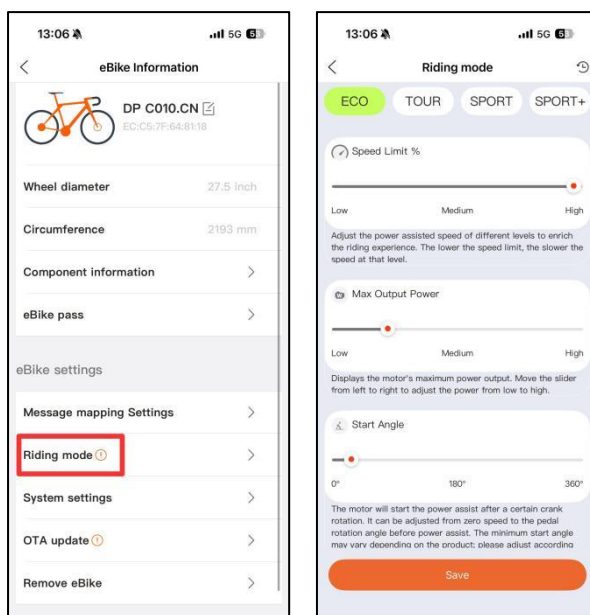 13:06
5G 5
eBike Information
DP C010.CN
EC:C5:7F:64:81:18
Wheel diameter 27.5 inch
Circumference 2193 mm
Component information
eBike pass
eBike settings
Message mapping Settings
Riding mode
System settings
OTA update
Remove eBike
13:06
5G 5
Riding mode
ECO TOUR SPORT SPORT+
Speed Limit %
Low Medium High
Adjust the power assisted speed of different levels to enrich
the riding experience. The lower the speed limit, the slower the
speed at that level.
Max Output Power
Low Medium High
Displays the motor's maximum power output. Move the slider
from left to right to adjust the power from low to high.
Start Angle
0° 180° 360°
The motor will start the power assist after a certain crank
rotation. It can be adjusted from zero speed to the pedal
rotation angle before power assist. The minimum start angle
may vary depending on the product; please adjust according
Save